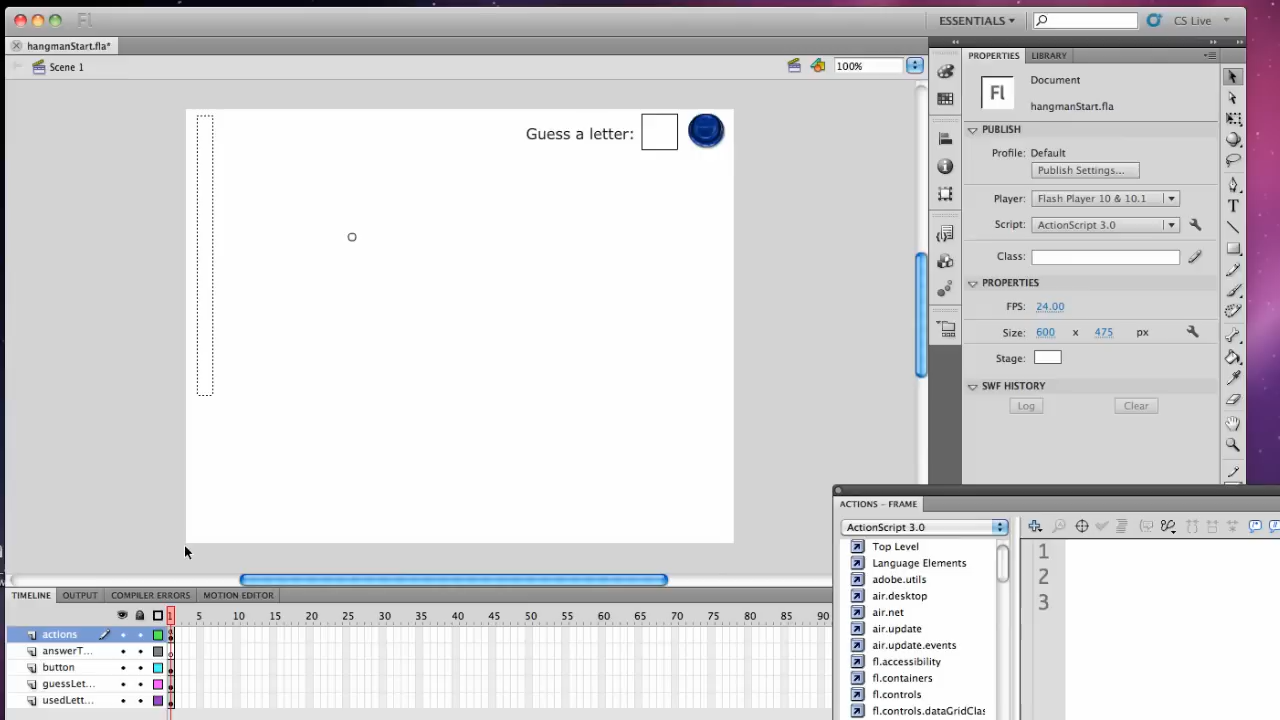 Fl ESSENTIALS CS Live
hangmanStart.fla*
Scene 1 100%
Guess a letter:
PROPERTIES LIBRARY
Fl Document
hangmanStart.fla
PUBLISH
Profile: Default
Publish Settings...
Player: Flash Player 10 & 10.1
Script: ActionScript 3.0
Class:
PROPERTIES
FPS: 24.00
Size: 600 x 475 px
Stage:
SWF HISTORY
Log Clear
TIMELINE OUTPUT COMPILER ERRORS MOTION EDITOR
1 5 10 15 20 25 30 35 40 45 50 55 60 65 70 75 80 85 90
actions
answerT...
button
guessLet...
usedLett...
ACTIONS - FRAME
ActionScript 3.0
Top Level
Language Elements
adobe.utils
air.desktop
air.net
air.update
air.update.events
fl.accessibility
fl.containers
fl.controls
fl.controls.dataGridClas
1
2
3